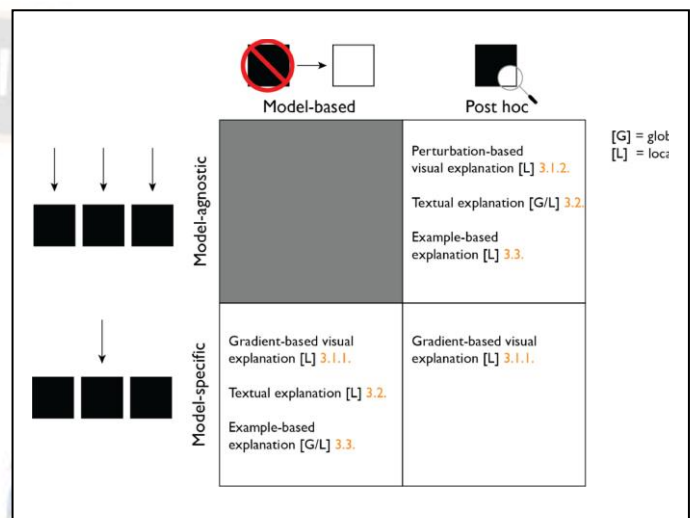 Model-based
Post hoc
[G] = glob
[L] = loca
Model-agnostic
Perturbation-based
visual explanation [L] 3.1.2.
Textual explanation [G/L] 3.2.
Example-based
explanation [L] 3.3.
Model-specific
Gradient-based visual
explanation [L] 3.1.1.
Textual explanation [L] 3.2.
Example-based
explanation [G/L] 3.3.
Gradient-based visual
explanation [L] 3.1.1.